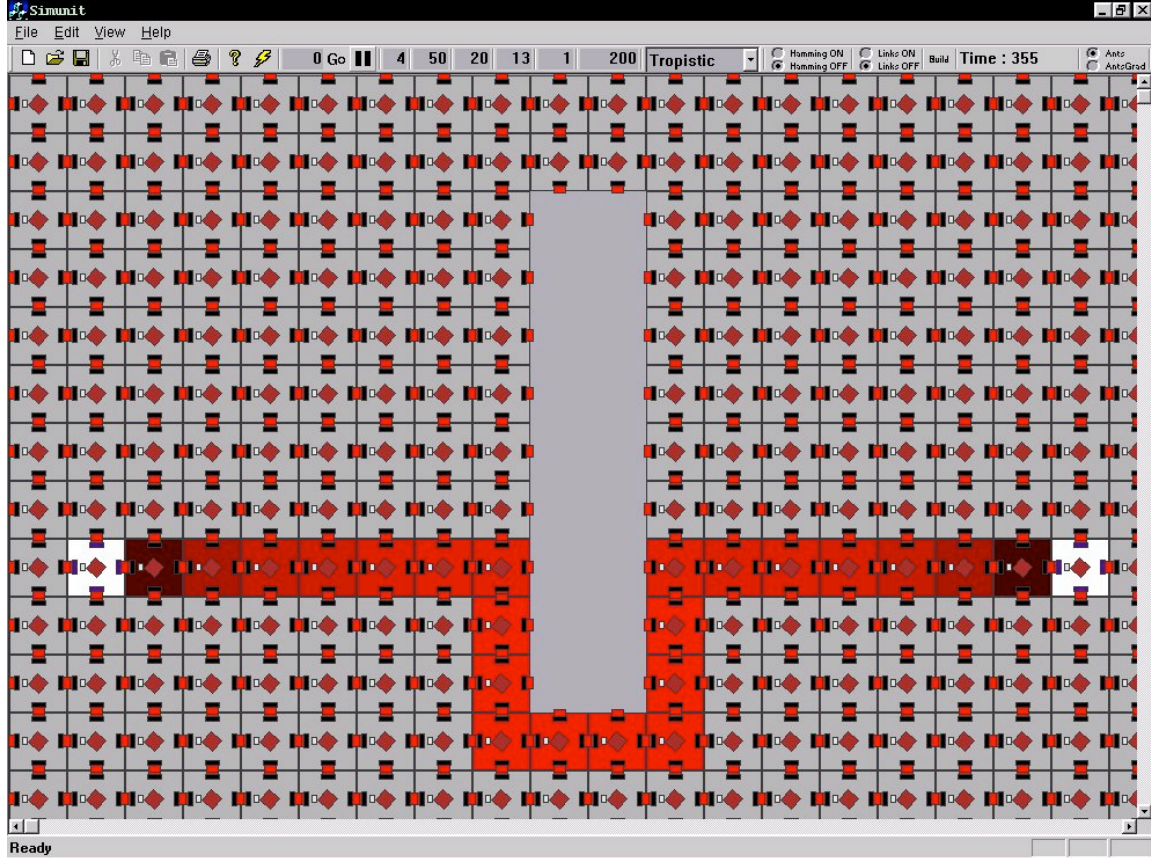 Simunit
File Edit View Help
0 Go 4 50 20 13 1 200 Tropistic Hamming ON Links ON Build Time : 355 Ants
Hamming OFF Links OFF AntsGrad
Ready